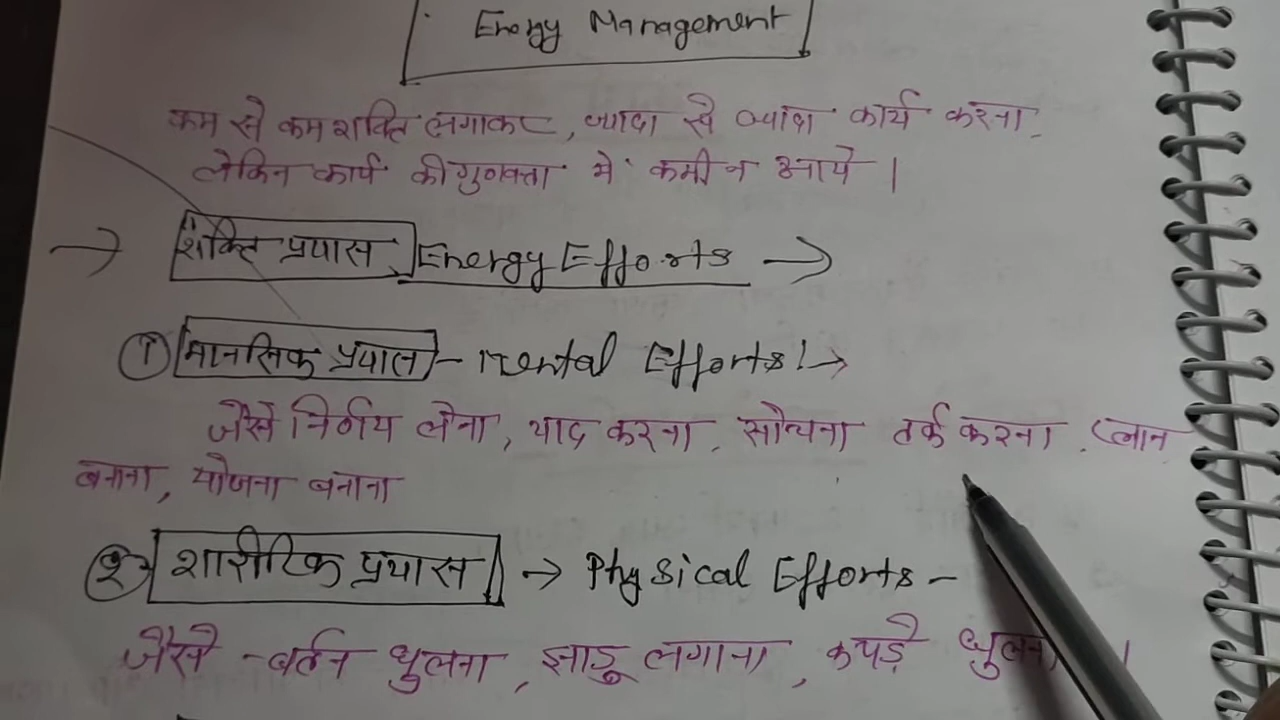 Energy Management
कम से कम शक्ति लगाकर, ज्यादा से ज्यादा कार्य करना,
लेकिन कार्य की गुणवत्ता में कमी न आये ।
→ शक्ति प्रयास Energy Efforts →
① मानसिक प्रयास - Mental Efforts! →
जैसे निर्णय लेना, याद करना, सोचना तर्क करना, प्लान
बनाना, योजना बनाना
② शारीरिक प्रयास → Physical Efforts -
जैसे - बर्तन धुलना, झाडू लगाना, कपड़े धुलना ।